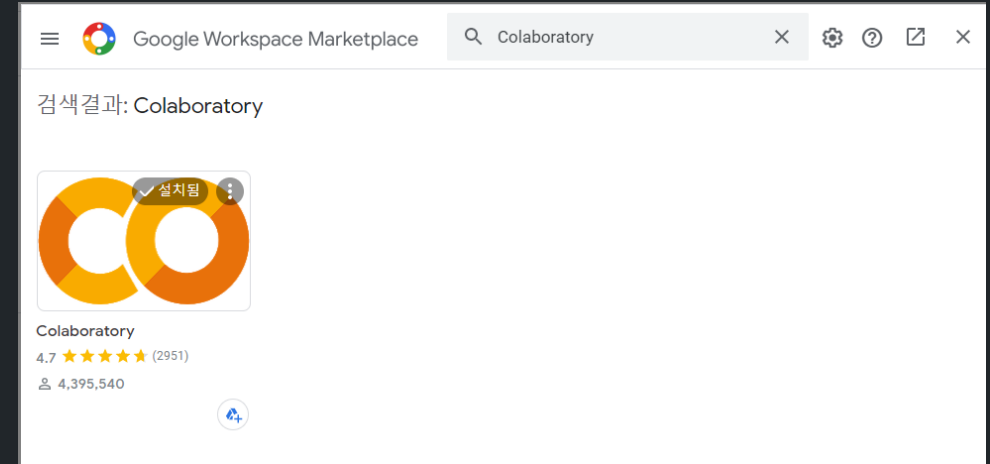 Google Workspace Marketplace
Colaboratory
검색결과: Colaboratory
설치됨
Colaboratory
4.7 (2951)
4,395,540